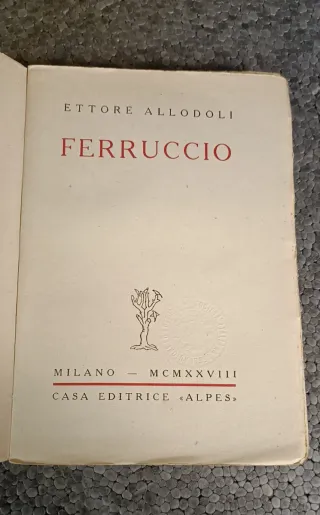 ETTORE ALLODOLI
FERRUCCIO
MILANO — MCMXXVIII
CASA EDITRICE «ALPES»